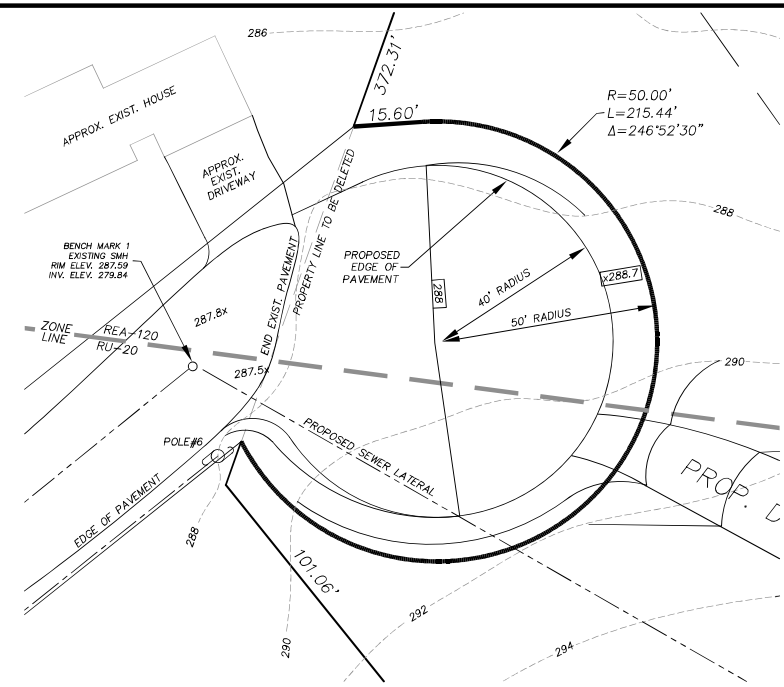 286
372.31'
15.60'
R=50.00'
L=215.44'
Δ=246°52'30"
APPROX. EXIST. HOUSE
APPROX.
EXIST.
DRIVEWAY
PROPERTY LINE TO BE DELETED
END EXIST. PAVEMENT
288
BENCH MARK 1
EXISTING SMH
RIM ELEV. 287.59
INV. ELEV. 279.84
PROPOSED
EDGE OF
PAVEMENT
288
40' RADIUS
50' RADIUS
x288.7
287.8x
ZONE
LINE
REA-120
RU-20
287.5x
290
POLE#6
PROPOSED SEWER LATERAL
PROP. D
EDGE OF PAVEMENT
288
101.06'
290
292
294